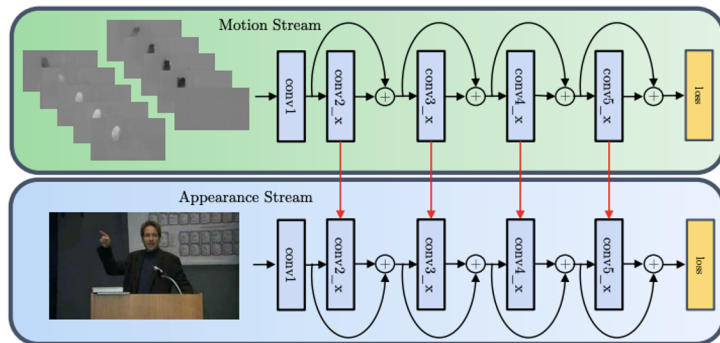 Motion Stream
conv1
conv2_x
+
conv3_x
+
conv4_x
+
conv5_x
+
loss
Appearance Stream
conv1
conv2_x
+
conv3_x
+
conv4_x
+
conv5_x
+
loss